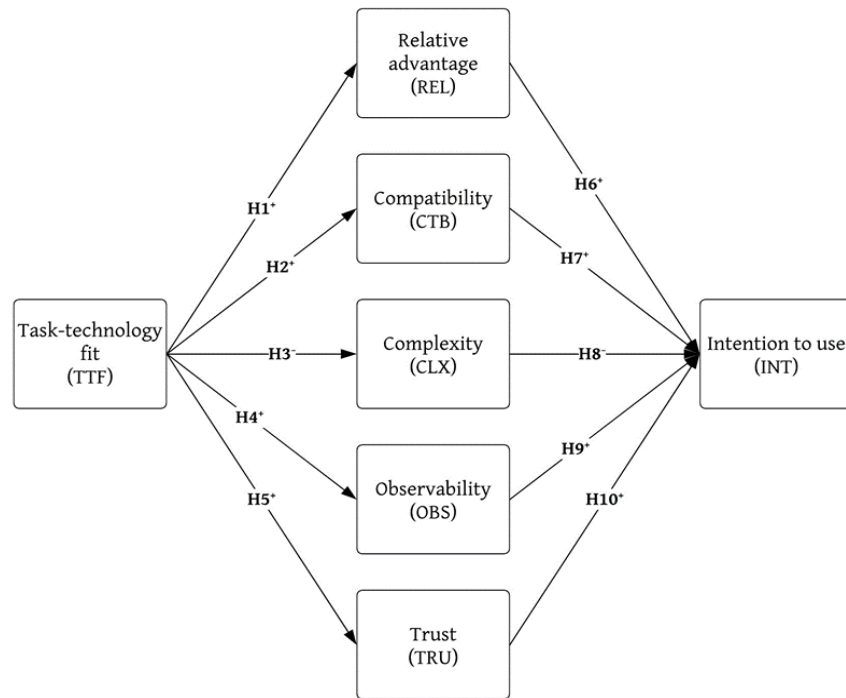 Relative
advantage
(REL)
H6⁺
H1⁺
Compatibility
(CTB)
H7⁺
H2⁺
Task-technology
fit
(TTF)
H3⁻
Complexity
(CLX)
H8⁻
Intention to use
(INT)
H4⁺
H9⁺
Observability
(OBS)
H5⁺
H10⁺
Trust
(TRU)